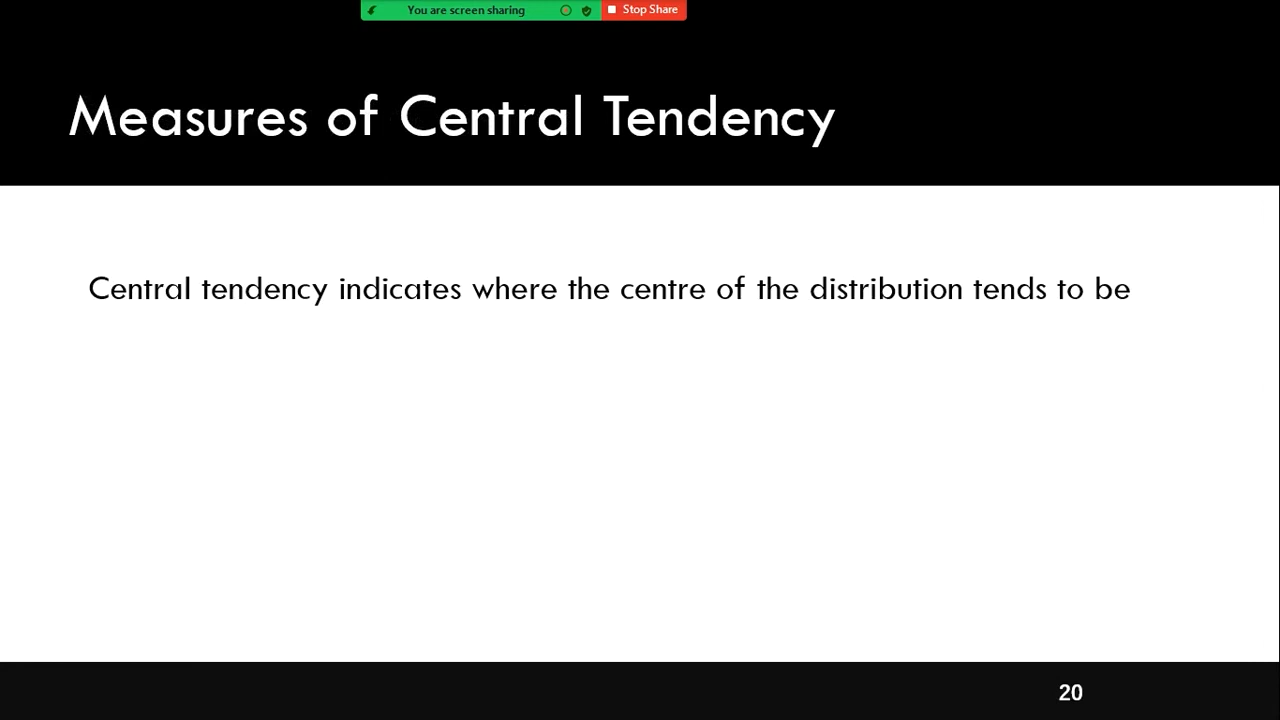 You are screen sharing
Stop Share
Measures of Central Tendency
Central tendency indicates where the centre of the distribution tends to be
20